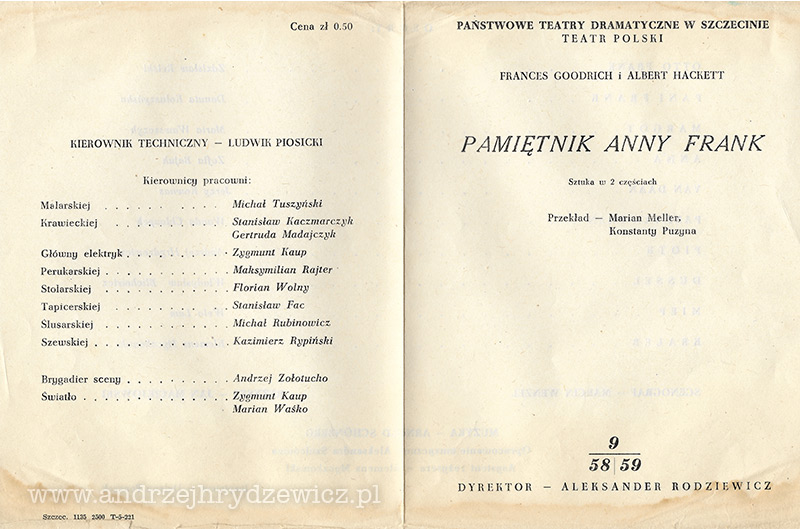 Cena zł 0.50
KIEROWNIK TECHNICZNY – LUDWIK PIOSICKI
Kierownicy pracowni:
Malarskiej . . . . . . . . . . . Michał Tuszyński
Krawieckiej . . . . . . . . . . Stanisław Kaczmarczyk
Gertruda Madajczyk
Główny elektryk . . . . . . . . Zygmunt Kaup
Perukarskiej . . . . . . . . . . Maksymilian Rajter
Stolarskiej . . . . . . . . . . . Florian Wolny
Tapicerskiej . . . . . . . . . . Stanisław Fac
Ślusarskiej . . . . . . . . . . . Michał Rubinowicz
Szewskiej . . . . . . . . . . . Kazimierz Rypiński
Brygadier sceny . . . . . . . . Andrzej Zołotucho
Światło . . . . . . . . . . . . Zygmunt Kaup
Marian Waśko
www.andrzejhrydzewicz.pl
Szczec. 1135 2500 T-5-221
PAŃSTWOWE TEATRY DRAMATYCZNE W SZCZECINIE
TEATR POLSKI
FRANCES GOODRICH i ALBERT HACKETT
PAMIĘTNIK ANNY FRANK
Sztuka w 2 częściach
Przekład – Marian Meller,
Konstanty Puzyna
9
58 59
DYREKTOR – ALEKSANDER RODZIEWICZ